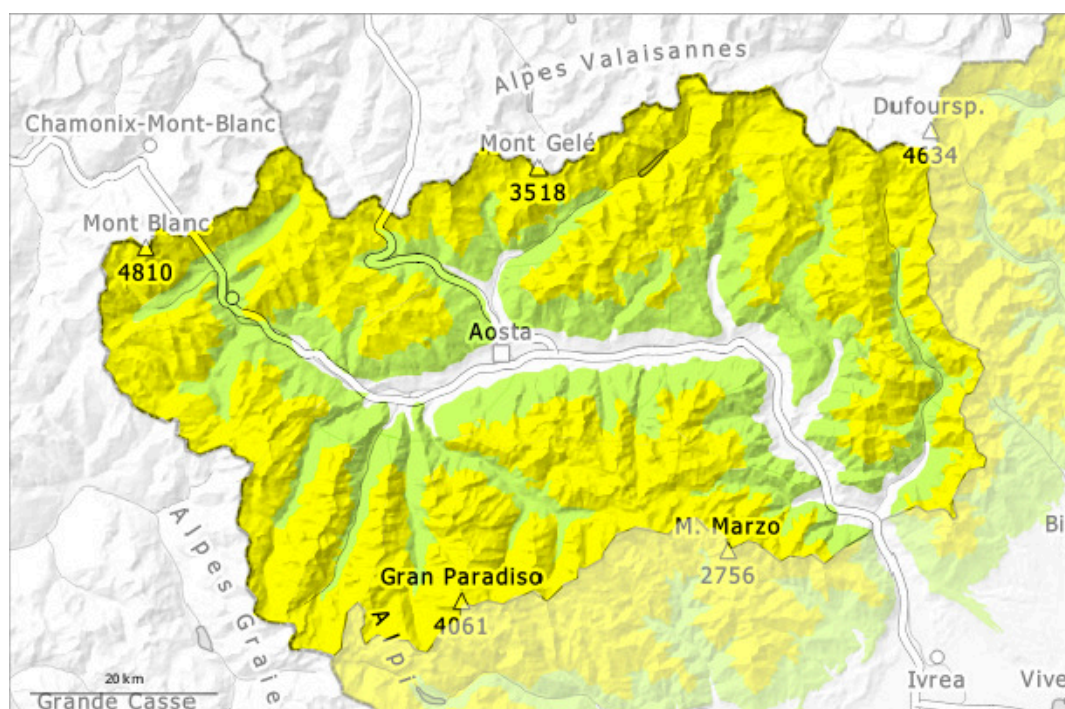 Alpes Valaisannes
Dufoursp.
4634
Chamonix-Mont-Blanc
Mont Gelé
3518
Mont Blanc
4810
Aosta
M. Marzo
2756
Gran Paradiso
4061
Alpes Graie
Alpi
Bi
20 km
Grande Casse
Ivrea
Vive